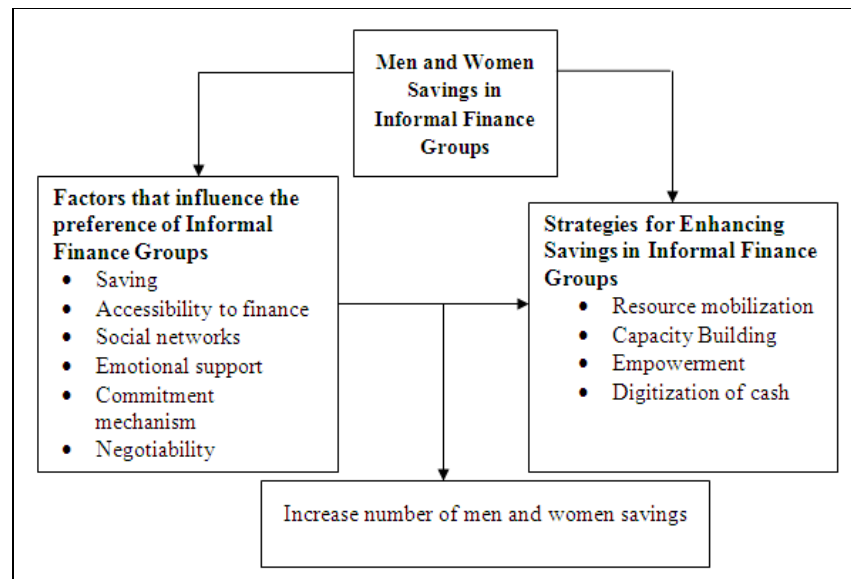 Men and Women
Savings in
Informal Finance
Groups
Factors that influence the
preference of Informal
Finance Groups
• Saving
• Accessibility to finance
• Social networks
• Emotional support
• Commitment
mechanism
• Negotiability
Strategies for Enhancing
Savings in Informal Finance
Groups
• Resource mobilization
• Capacity Building
• Empowerment
• Digitization of cash
Increase number of men and women savings